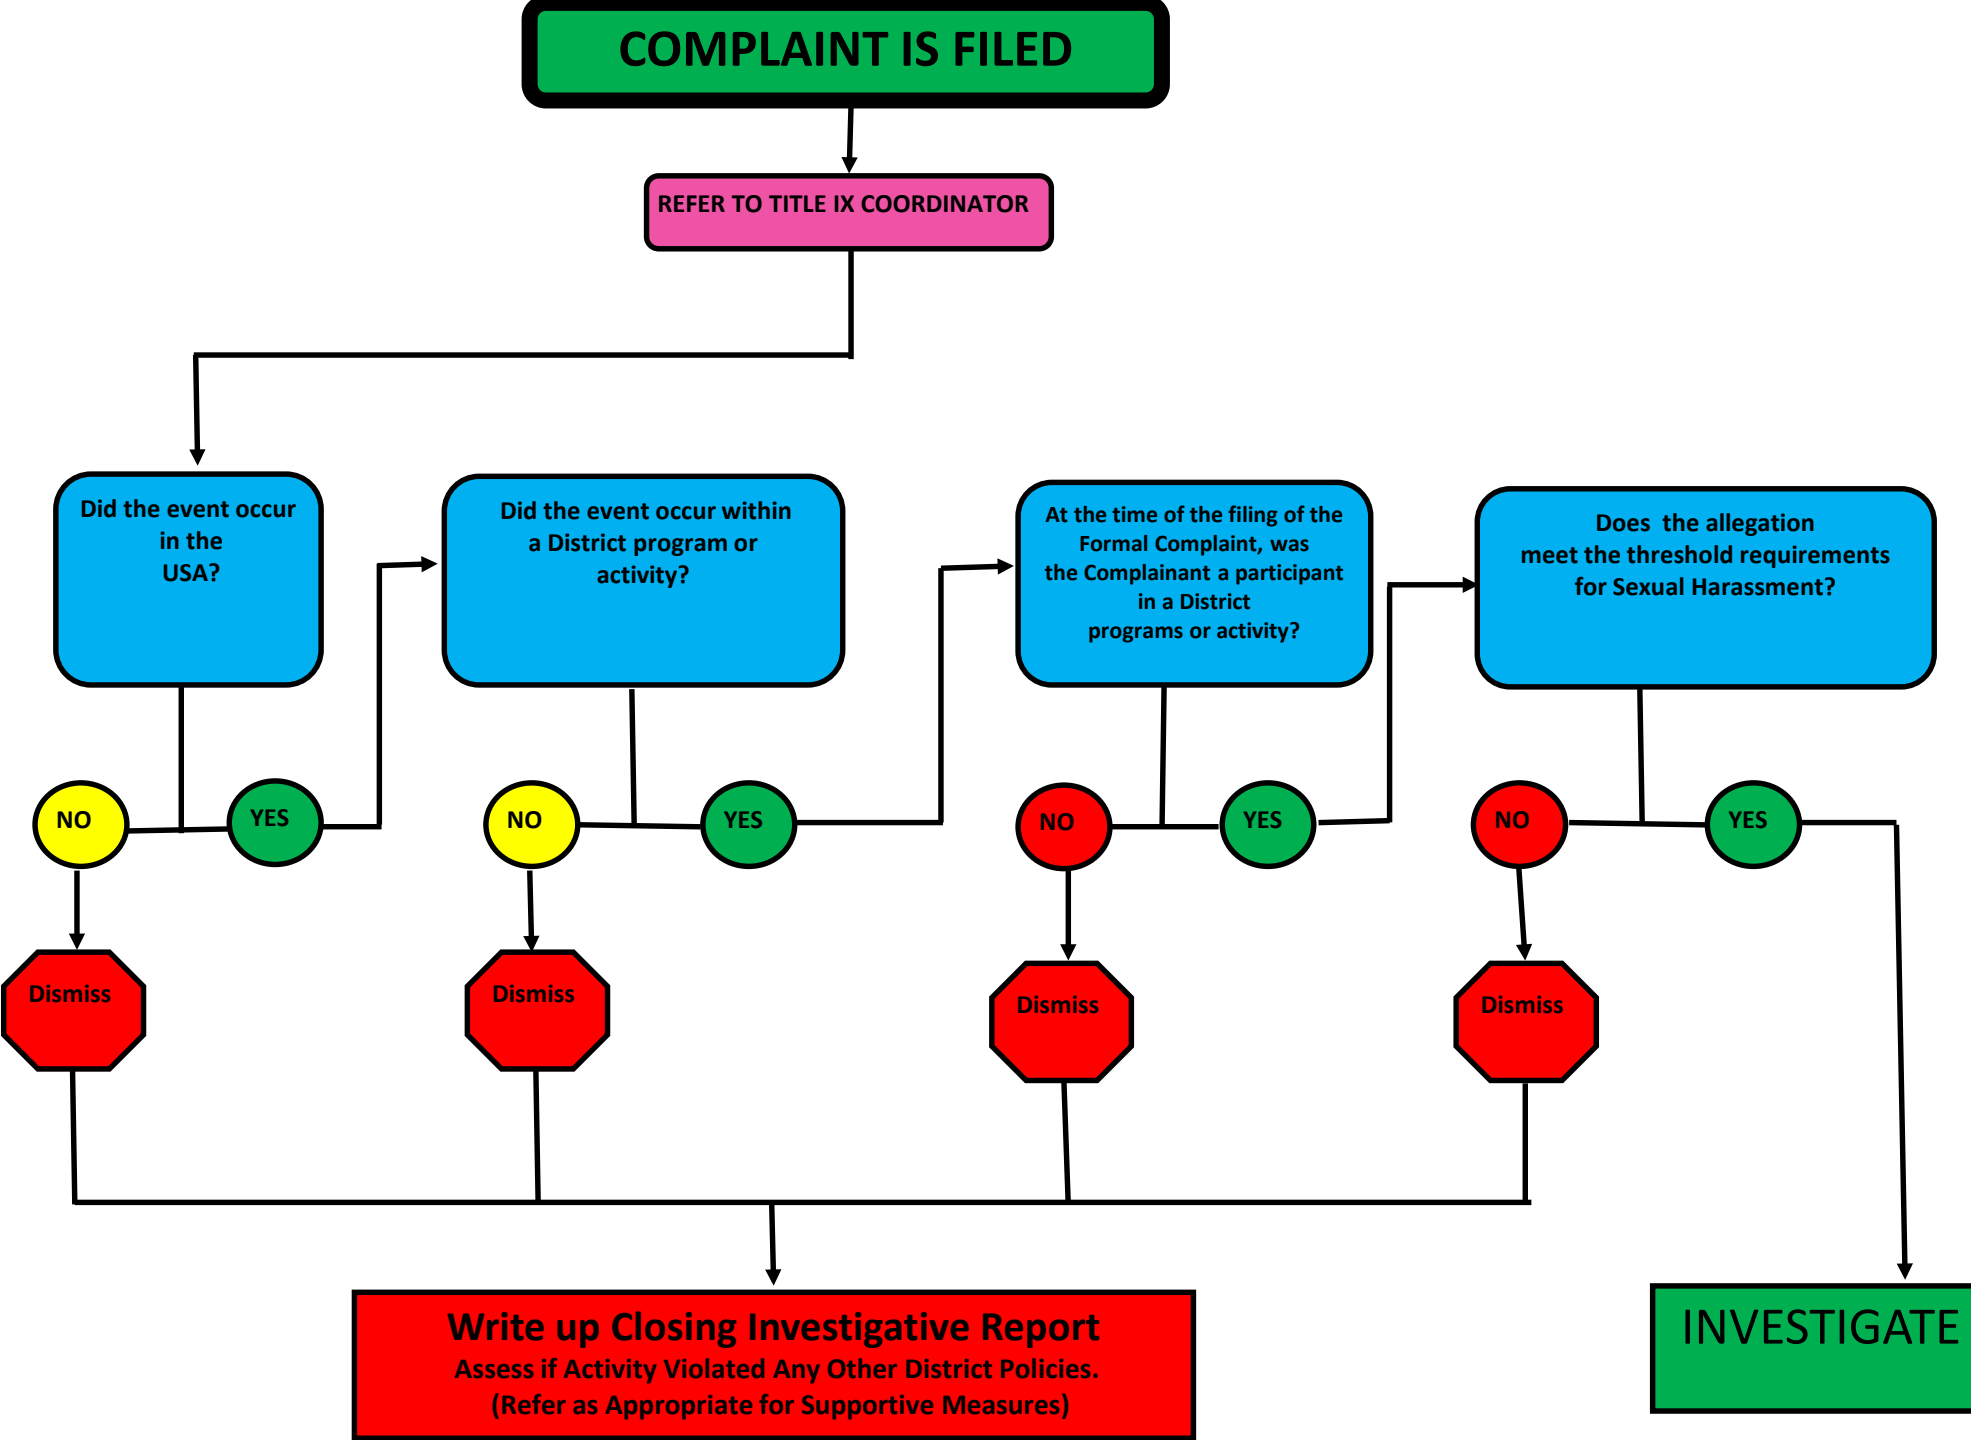 COMPLAINT IS FILED
REFER TO TITLE IX COORDINATOR
Did the event occur
in the
USA?
Did the event occur within
a District program or
activity?
At the time of the filing of the
Formal Complaint, was
the Complainant a participant
in a District
programs or activity?
Does the allegation
meet the threshold requirements
for Sexual Harassment?
NO
YES
NO
YES
NO
YES
NO
YES
Dismiss
Dismiss
Dismiss
Dismiss
Write up Closing Investigative Report
Assess if Activity Violated Any Other District Policies.
(Refer as Appropriate for Supportive Measures)
INVESTIGATE